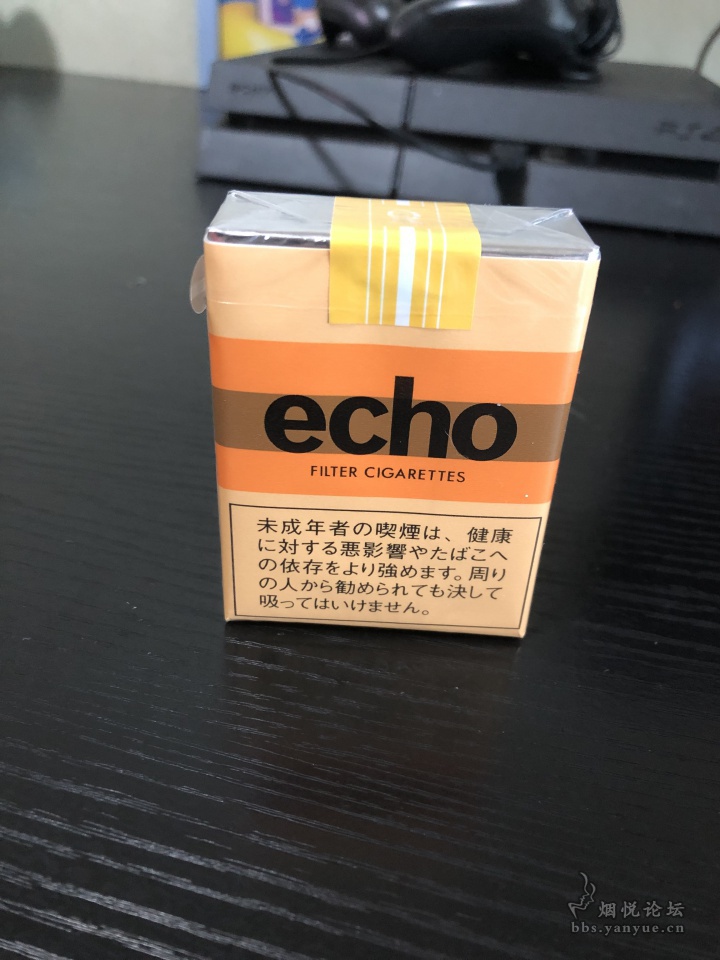 echo
FILTER CIGARETTES
未成年者の喫煙は、健康
に対する悪影響やたばこへ
の依存をより強めます。周り
の人から勧められても決して
吸ってはいけません。
烟悦论坛
bbs.yanyue.cn